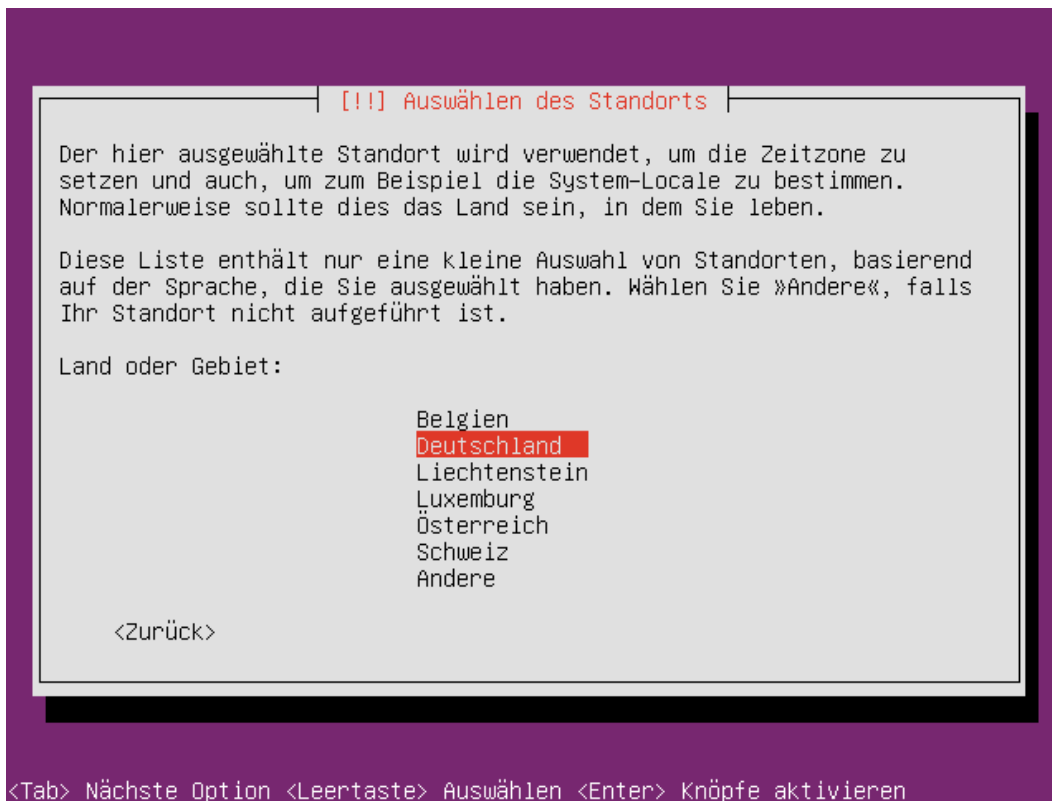 [!!] Auswählen des Standorts
Der hier ausgewählte Standort wird verwendet, um die Zeitzone zu
setzen und auch, um zum Beispiel die System-Locale zu bestimmen.
Normalerweise sollte dies das Land sein, in dem Sie leben.
Diese Liste enthält nur eine kleine Auswahl von Standorten, basierend
auf der Sprache, die Sie ausgewählt haben. Wählen Sie »Andere«, falls
Ihr Standort nicht aufgeführt ist.
Land oder Gebiet:
Belgien
Deutschland
Liechtenstein
Luxemburg
Österreich
Schweiz
Andere
<Zurück>
<Tab> Nächste Option <Leertaste> Auswählen <Enter> Knöpfe aktivieren